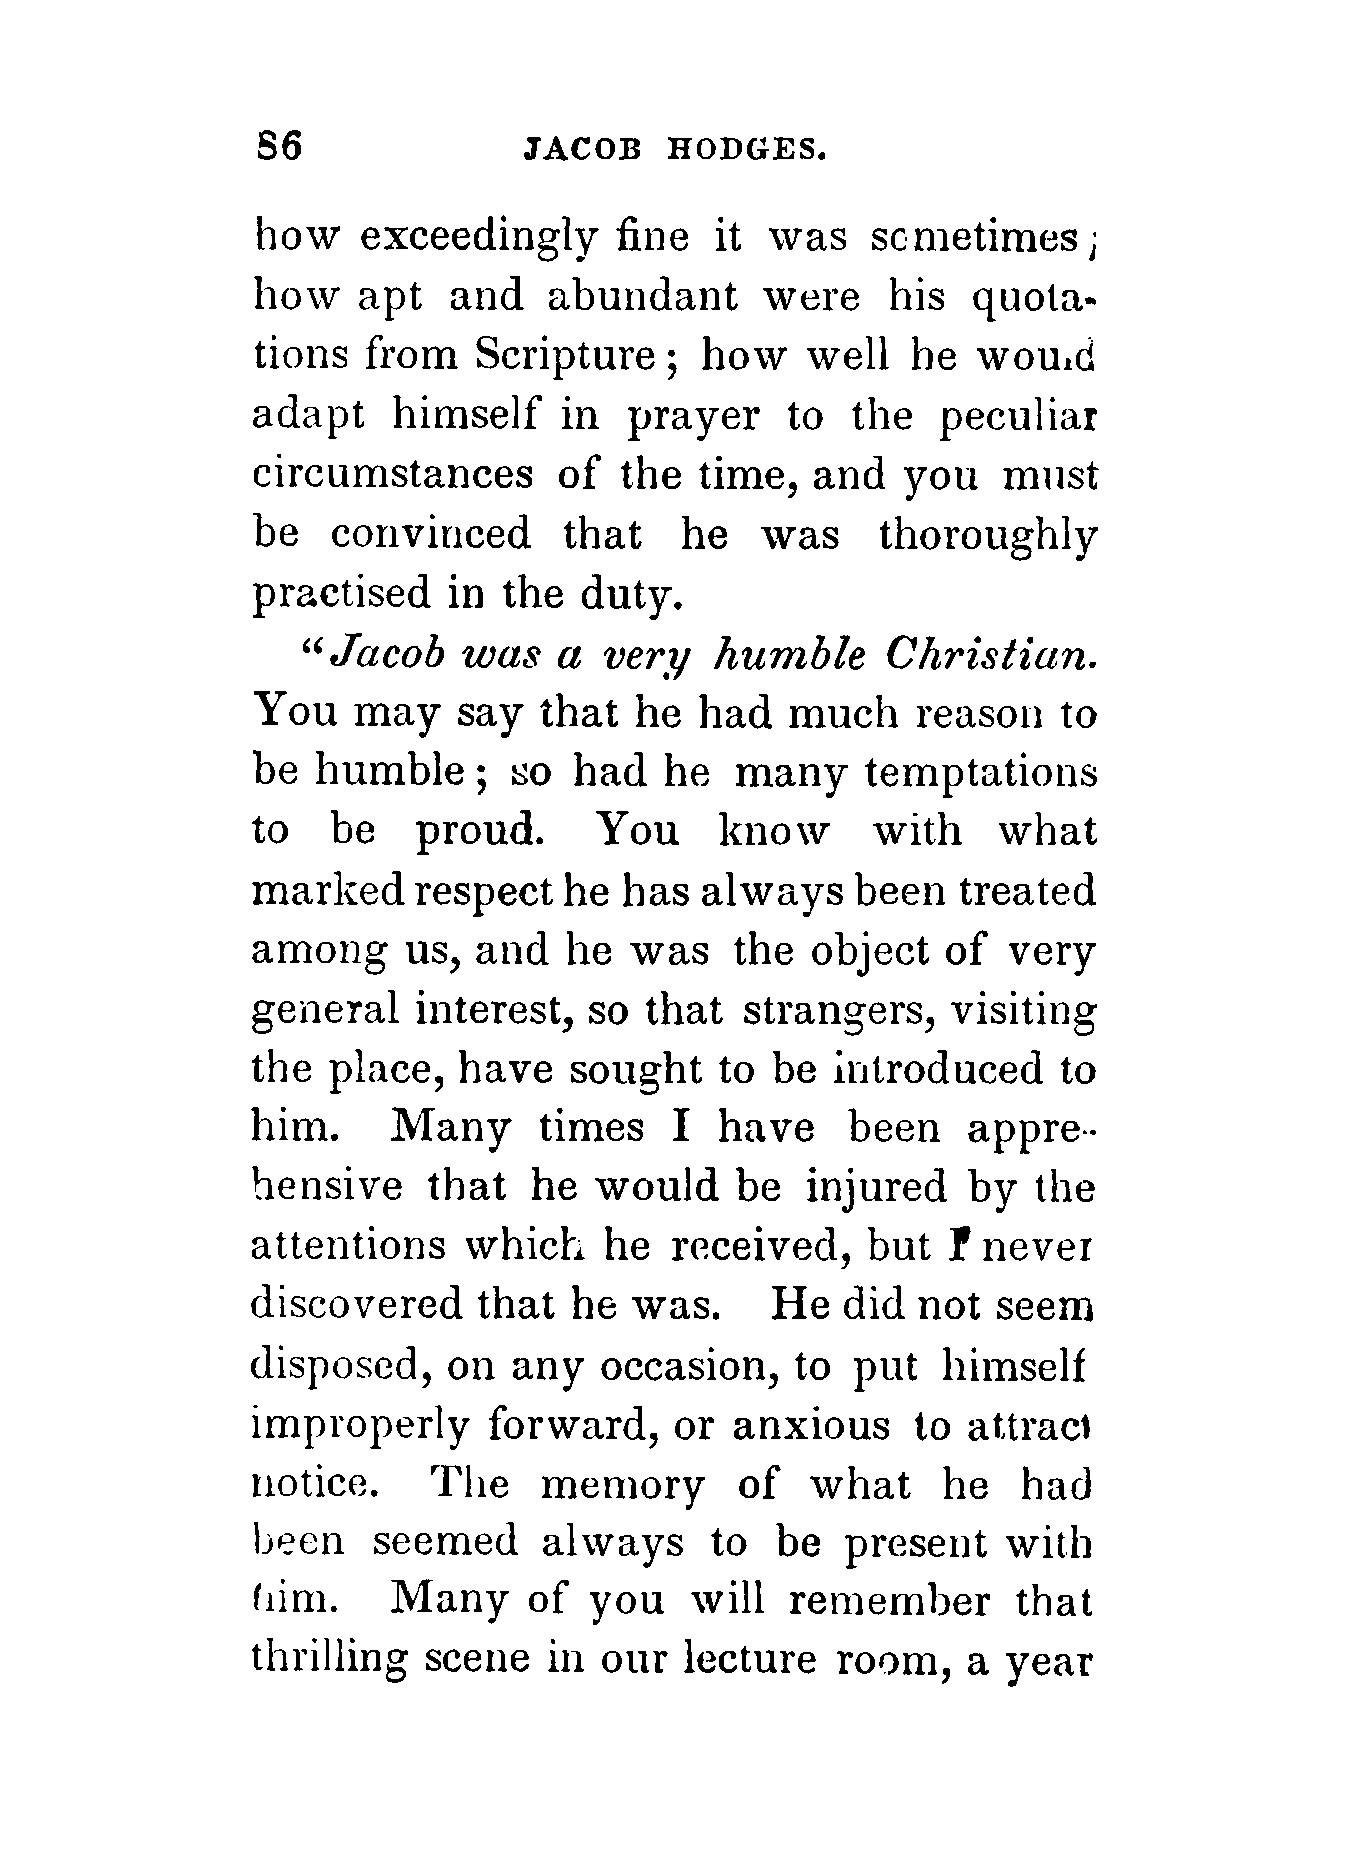 86 JACOB HODGES.
how exceedingly fine it was sometimes;
how apt and abundant were his quota-
tions from Scripture; how well he would
adapt himself in prayer to the peculiar
circumstances of the time, and you must
be convinced that he was thoroughly
practised in the duty.
"Jacob was a very humble Christian.
You may say that he had much reason to
be humble; so had he many temptations
to be proud. You know with what
marked respect he has always been treated
among us, and he was the object of very
general interest, so that strangers, visiting
the place, have sought to be introduced to
him. Many times I have been appre-
hensive that he would be injured by the
attentions which he received, but I never
discovered that he was. He did not seem
disposed, on any occasion, to put himself
improperly forward, or anxious to attract
notice. The memory of what he had
been seemed always to be present with
him. Many of you will remember that
thrilling scene in our lecture room, a year